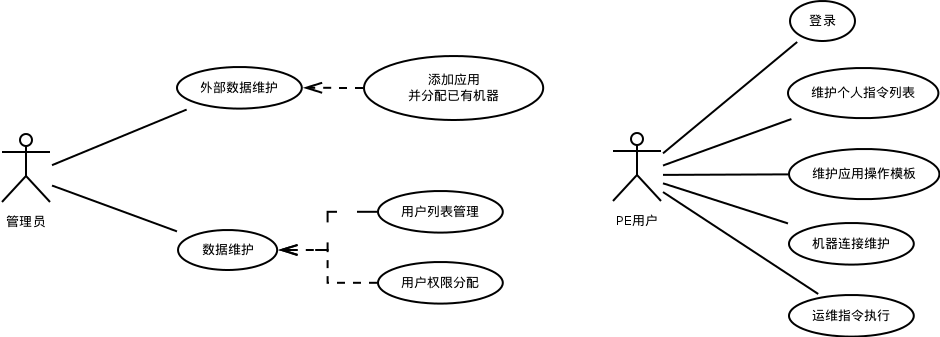 管理员
外部数据维护
添加应用
并分配已有机器
数据维护
用户列表管理
用户权限分配
PE用户
登录
维护个人指令列表
维护应用操作模板
机器连接维护
运维指令执行